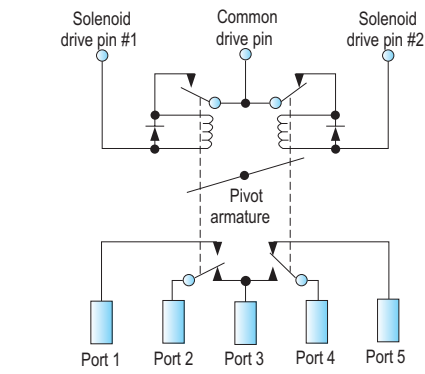 Solenoid
drive pin #1
Common
drive pin
Solenoid
drive pin #2
Pivot
armature
Port 1
Port 2
Port 3
Port 4
Port 5